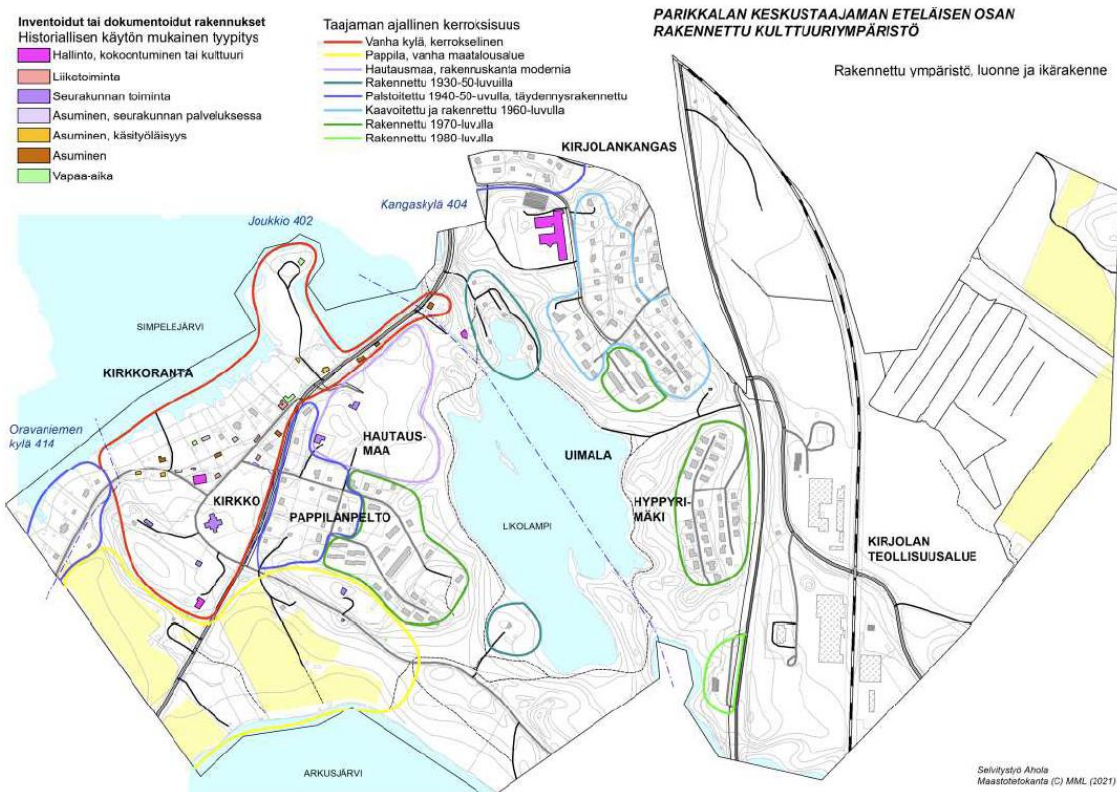 Inventoidut tai dokumentoidut rakennukset
Historiallisen käytön mukainen tyypitys
Hallinto, kokoontuminen tai kulttuuri
Liiketoiminta
Seurakunnan toiminta
Asuminen, seurakunnan palveluksessa
Asuminen, käsityöläisyys
Asuminen
Vapaa-aika
Taajaman ajallinen kerroksisuus
Vanha kylä, kerrokselinen
Pappila, vanha maatalousalue
Hautausmaa, rakennuskanta modernia
Rakennettu 1930-50-luvuilla
Palstoitettu 1940-50-uvulla, täydennysrakennettu
Kaavoitettu ja rakenrettu 1960-luvulla
Rakennettu 1970-luvulla
Rakennettu 1980-luvulla
PARIKKALAN KESKUSTAAJAMAN ETELÄISEN OSAN
RAKENNETTU KULTTUURIYMPÄRISTÖ
Rakennettu ympäristö, luonne ja ikärakenne
KIRJOLANKANGAS
Kangaskylä 404
Joukkio 402
SIMPELEJÄRVI
KIRKKORANTA
Oravaniemen
kylä 414
HAUTAUS-
MAA
UIMALA
KIRKKO
PAPPILANPELTO
LIKOLAMPI
HYPPYRI-
MÄKI
KIRJOLAN
TEOLLISUUSALUE
ARKUSJÄRVI
Selvitystyö Ahola
Maastotietokanta (C) MML (2021)